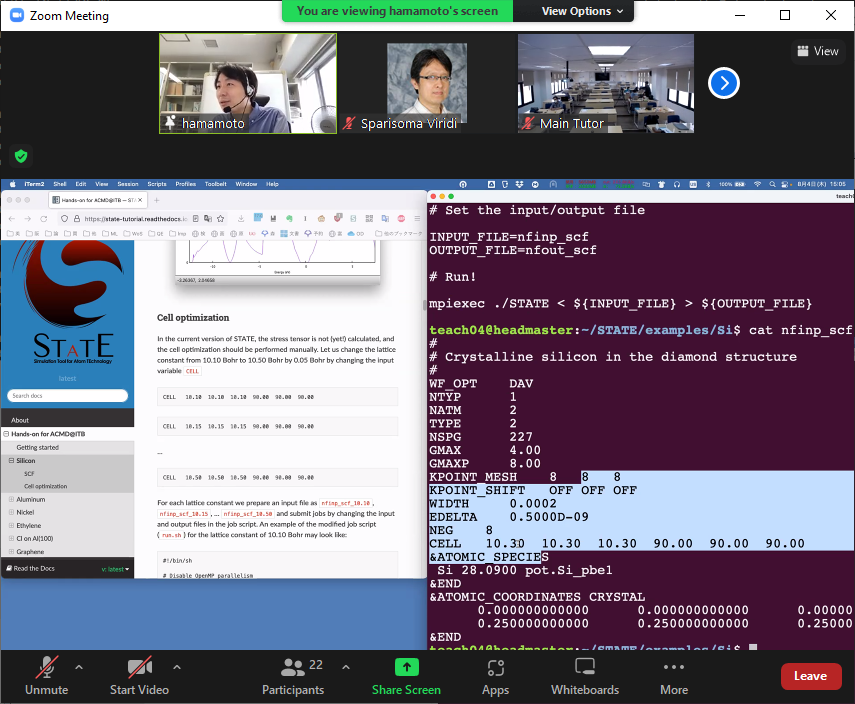 Zoom Meeting
You are viewing hamamoto's screen
View Options
hamamoto
Sparisoma Viridi
Main Tutor
View
iTerm2 Shell Edit View Session Scripts Profiles Toolbelt Window Help
100%
8月4日(木) 15:05
Hands-on for ACMD@ITB — ST
https://state-tutorial.readthedocs.io
teach0
Energy (eV)
-3.26367, 2.04658
STATE
Simulation Tool for Atom TEchnology
latest
Search docs
About
Hands-on for ACMD@ITB
Getting started
Silicon
SCF
Cell optimization
Aluminum
Nickel
Ethylene
Cl on Al(100)
Graphene
Read the Docs
v: latest
Cell optimization
In the current version of STATE, the stress tensor is not (yet!) calculated, and
the cell optimization should be performed manually. Let us change the lattice
constant from 10.10 Bohr to 10.50 Bohr by 0.05 Bohr by changing the input
variable CELL
CELL 10.10 10.10 10.10 90.00 90.00 90.00
CELL 10.15 10.15 10.15 90.00 90.00 90.00
...
CELL 10.50 10.50 10.50 90.00 90.00 90.00
For each lattice constant we prepare an input file as nfinp_scf_10.10 ,
nfinp_scf_10.15 , ... nfinp_scf_10.50 and submit jobs by changing the input
and output files in the job script. An example of the modified job script
( run.sh ) for the lattice constant of 10.10 Bohr may look like:
#!/bin/sh
# Disable OpenMP parallelism
# Set the input/output file
INPUT_FILE=nfinp_scf
OUTPUT_FILE=nfout_scf
# Run!
mpiexec ./STATE < ${INPUT_FILE} > ${OUTPUT_FILE}
teach04@headmaster:~/STATE/examples/Si$ cat nfinp_scf
#
# Crystalline silicon in the diamond structure
#
WF_OPT DAV
NTYP 1
NATM 2
TYPE 2
NSPG 227
GMAX 4.00
GMAXP 8.00
KPOINT_MESH 8 8 8
KPOINT_SHIFT OFF OFF OFF
WIDTH 0.0002
EDELTA 0.5000D-09
NEG 8
CELL 10.30 10.30 10.30 90.00 90.00 90.00
&ATOMIC_SPECIES
Si 28.0900 pot.Si_pbe1
&END
&ATOMIC_COORDINATES CRYSTAL
0.000000000000 0.000000000000 0.00000
0.250000000000 0.250000000000 0.25000
&END
teach04@headmaster:~/STATE/examples/Si$
Unmute
Start Video
22
Participants
Share Screen
Apps
Whiteboards
More
Leave